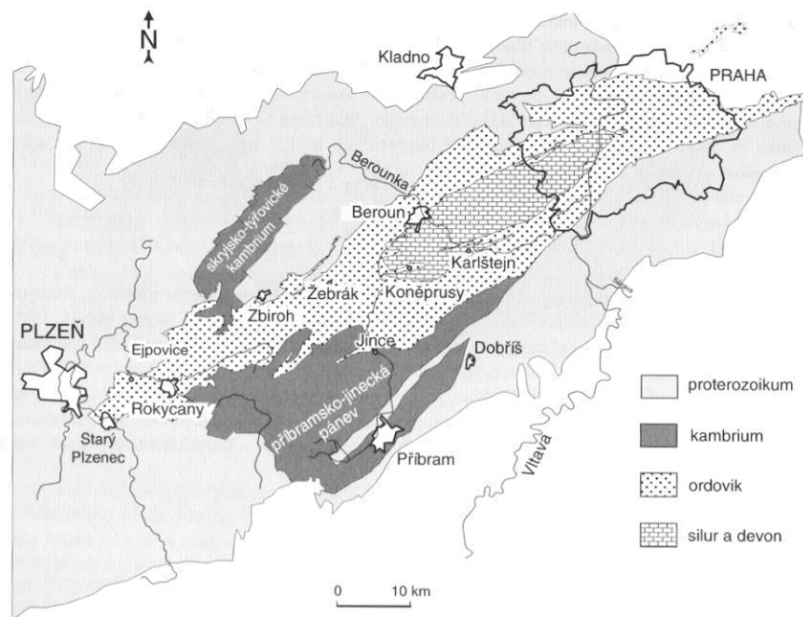 N
Kladno
PRAHA
Berounka
Beroun
skryjsko-týřovické
kambrium
Karlštejn
Koněprusy
Žebrák
Zbiroh
PLZEŇ
Ejpovice
Jince
Dobříš
Rokycany
příbramsko-jinecká
pánev
Starý
Plzenec
Příbram
Vltava
proterozoikum
kambrium
ordovik
silur a devon
0
10 km